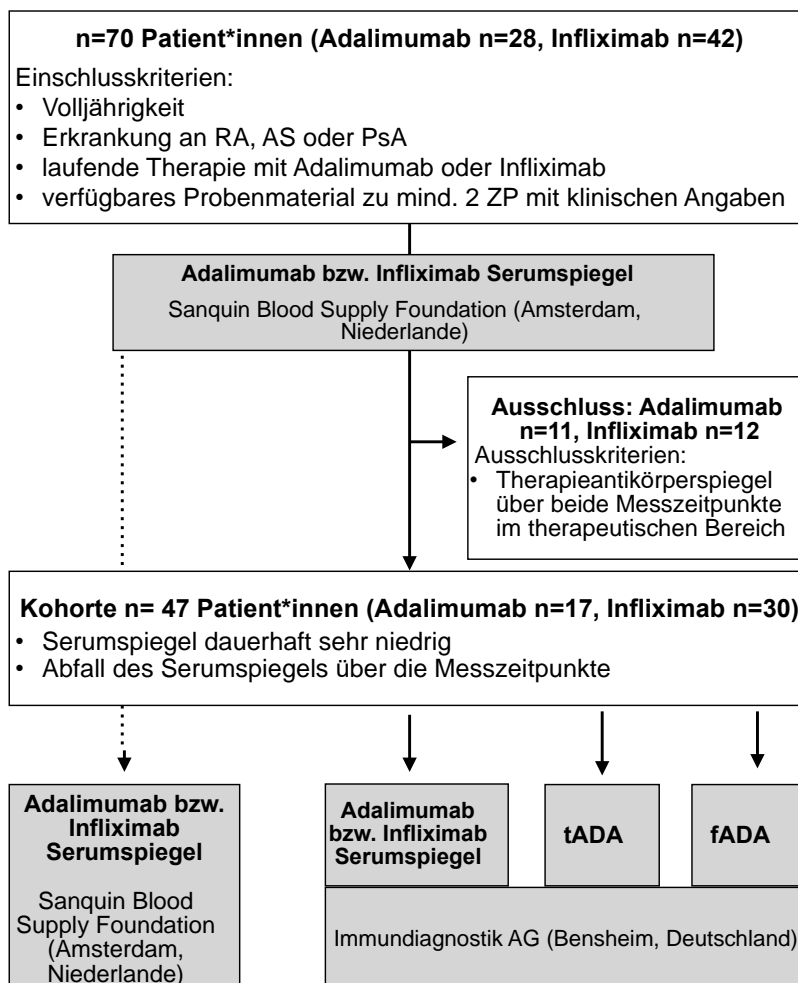 n=70 Patient*innen (Adalimumab n=28, Infliximab n=42)
Einschlusskriterien:
• Volljährigkeit
• Erkrankung an RA, AS oder PsA
• laufende Therapie mit Adalimumab oder Infliximab
• verfügbares Probenmaterial zu mind. 2 ZP mit klinischen Angaben
Adalimumab bzw. Infliximab Serumspiegel
Sanquin Blood Supply Foundation (Amsterdam,
Niederlande)
Ausschluss: Adalimumab
n=11, Infliximab n=12
Ausschlusskriterien:
• Therapieantikörperspiegel
über beide Messzeitpunkte
im therapeutischen Bereich
Kohorte n= 47 Patient*innen (Adalimumab n=17, Infliximab n=30)
• Serumspiegel dauerhaft sehr niedrig
• Abfall des Serumspiegels über die Messzeitpunkte
Adalimumab bzw.
Infliximab
Serumspiegel
Sanquin Blood
Supply Foundation
(Amsterdam,
Niederlande)
Adalimumab
bzw. Infliximab
Serumspiegel
tADA
fADA
Immundiagnostik AG (Bensheim, Deutschland)